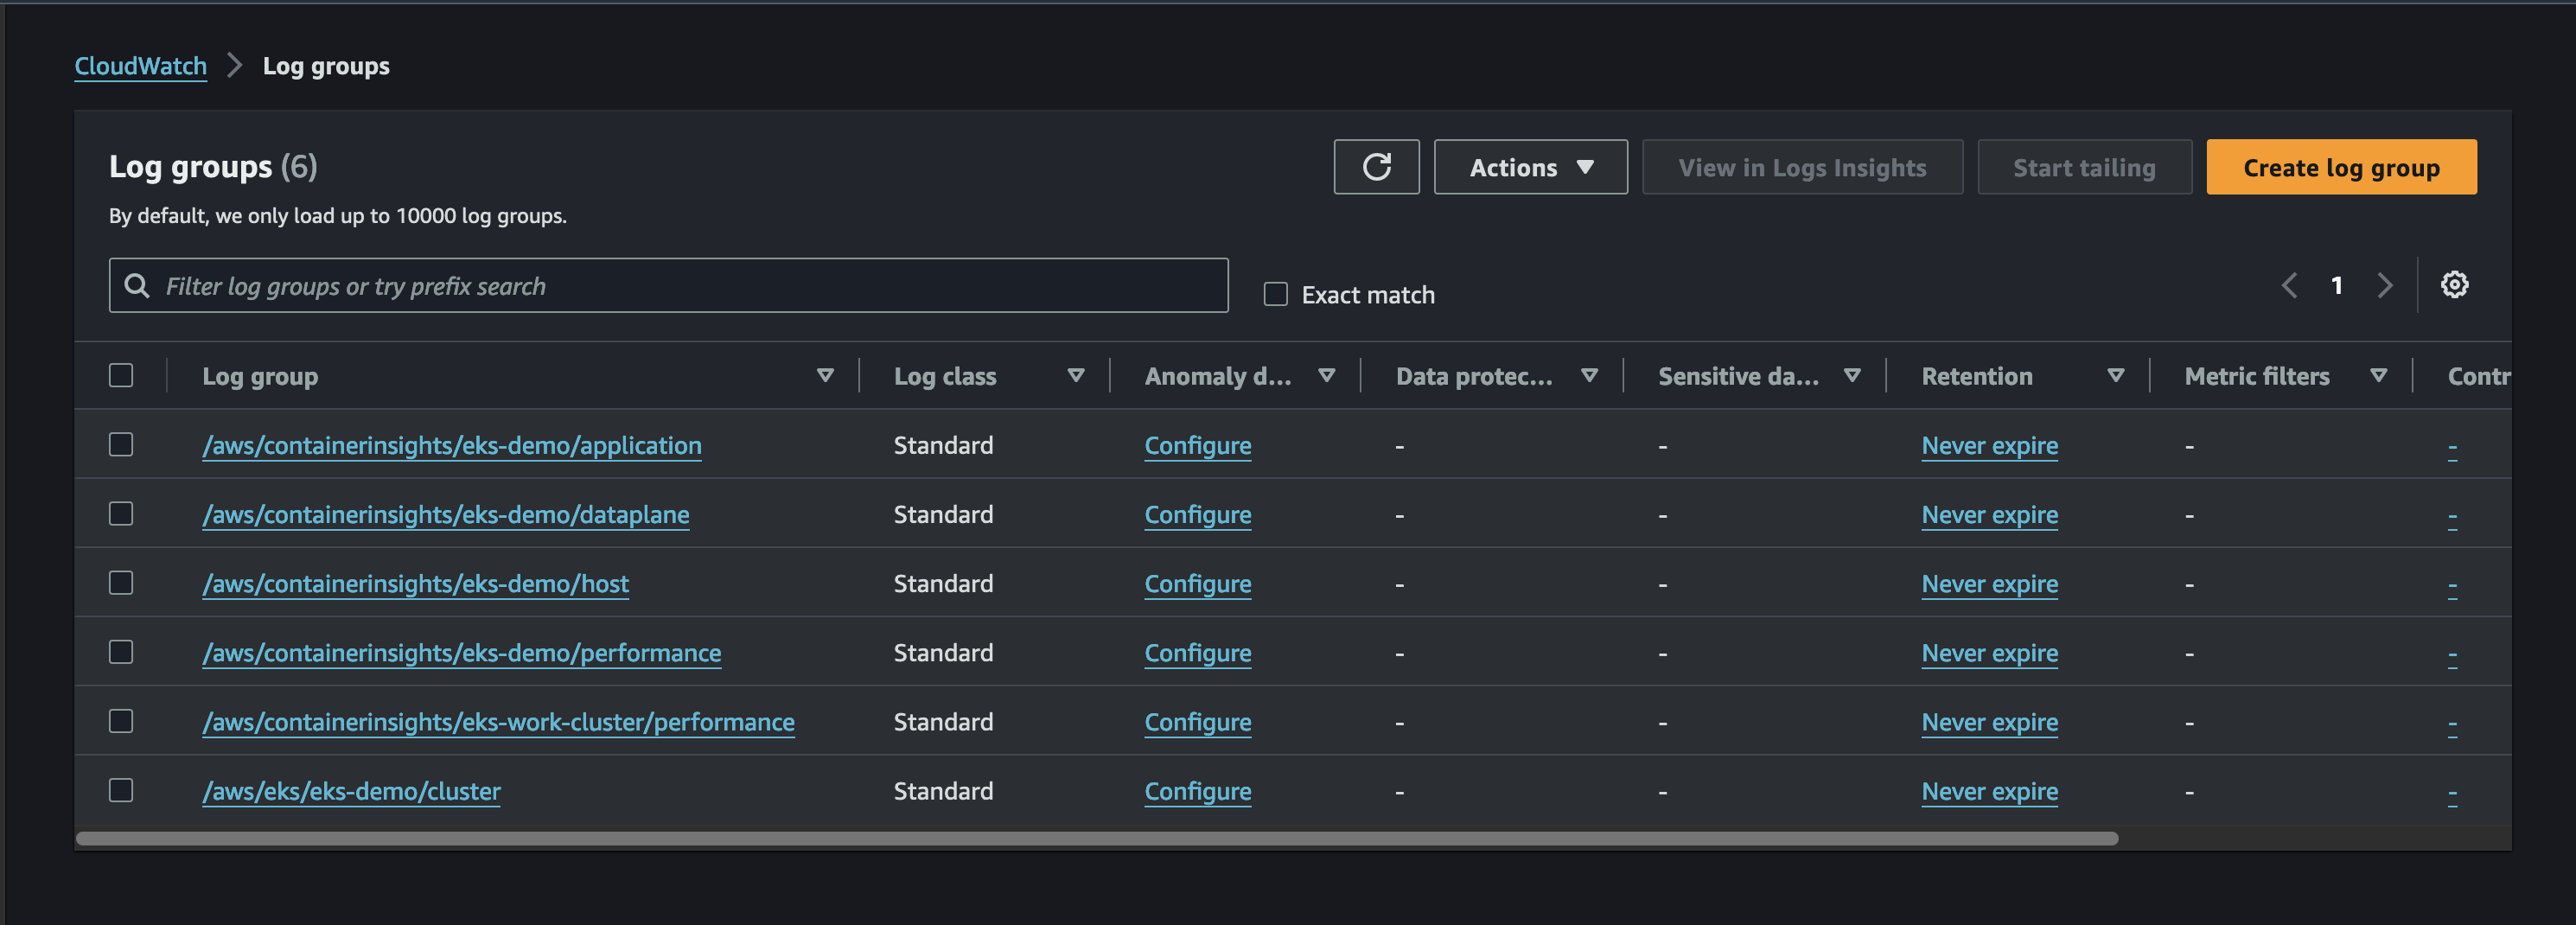 CloudWatch > Log groups
Log groups (6)
Actions
View in Logs Insights
Start tailing
Create log group
By default, we only load up to 10000 log groups.
Filter log groups or try prefix search
Exact match
1
Log group Log class Anomaly d... Data protec... Sensitive da... Retention Metric filters Contr
/aws/containerinsights/eks-demo/application Standard Configure - - Never expire - -
/aws/containerinsights/eks-demo/dataplane Standard Configure - - Never expire - -
/aws/containerinsights/eks-demo/host Standard Configure - - Never expire - -
/aws/containerinsights/eks-demo/performance Standard Configure - - Never expire - -
/aws/containerinsights/eks-work-cluster/performance Standard Configure - - Never expire - -
/aws/eks/eks-demo/cluster Standard Configure - - Never expire - -